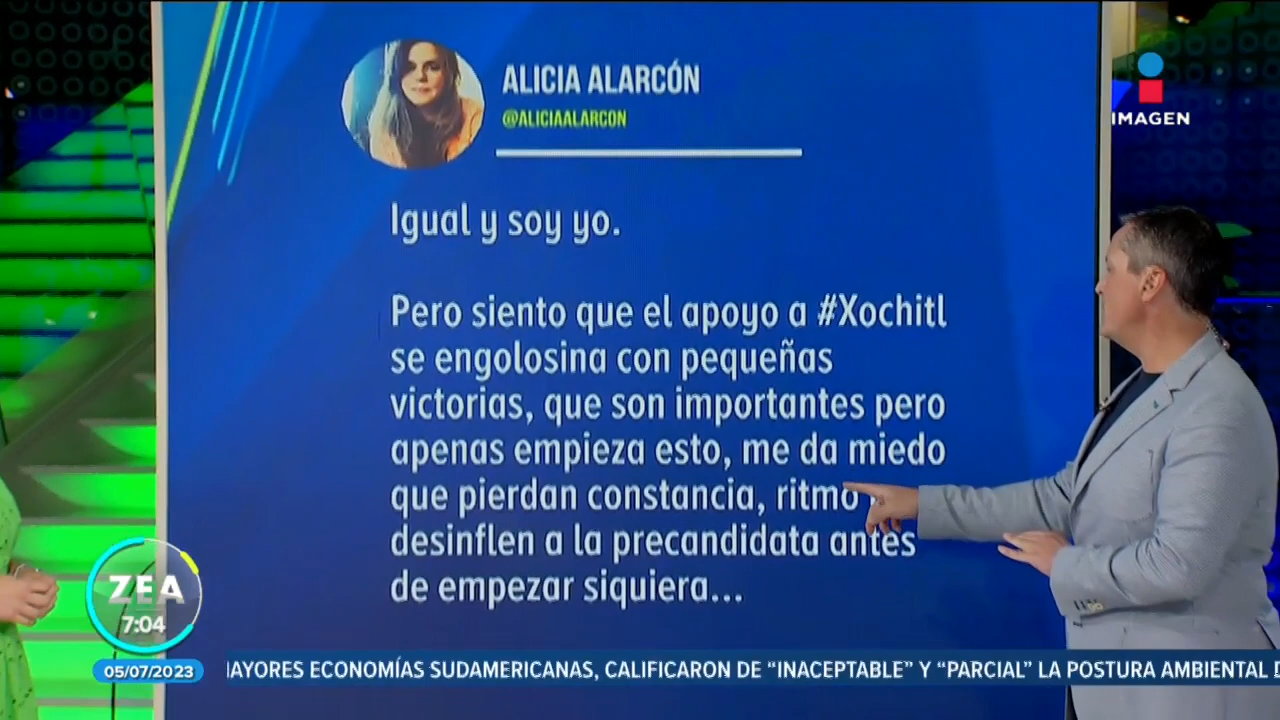 ALICIA ALARCÓN
@ALICIAALARCON
IMAGEN
Igual y soy yo.
Pero siento que el apoyo a #Xochitl
se engolosina con pequeñas
victorias, que son importantes pero
apenas empieza esto, me da miedo
que pierdan constancia, ritmo
desinflen a la precandidata antes
de empezar siquiera...
ZEA
7:04
05/07/2023
MAYORES ECONOMÍAS SUDAMERICANAS, CALIFICARON DE “INACEPTABLE” Y “PARCIAL” LA POSTURA AMBIENTAL